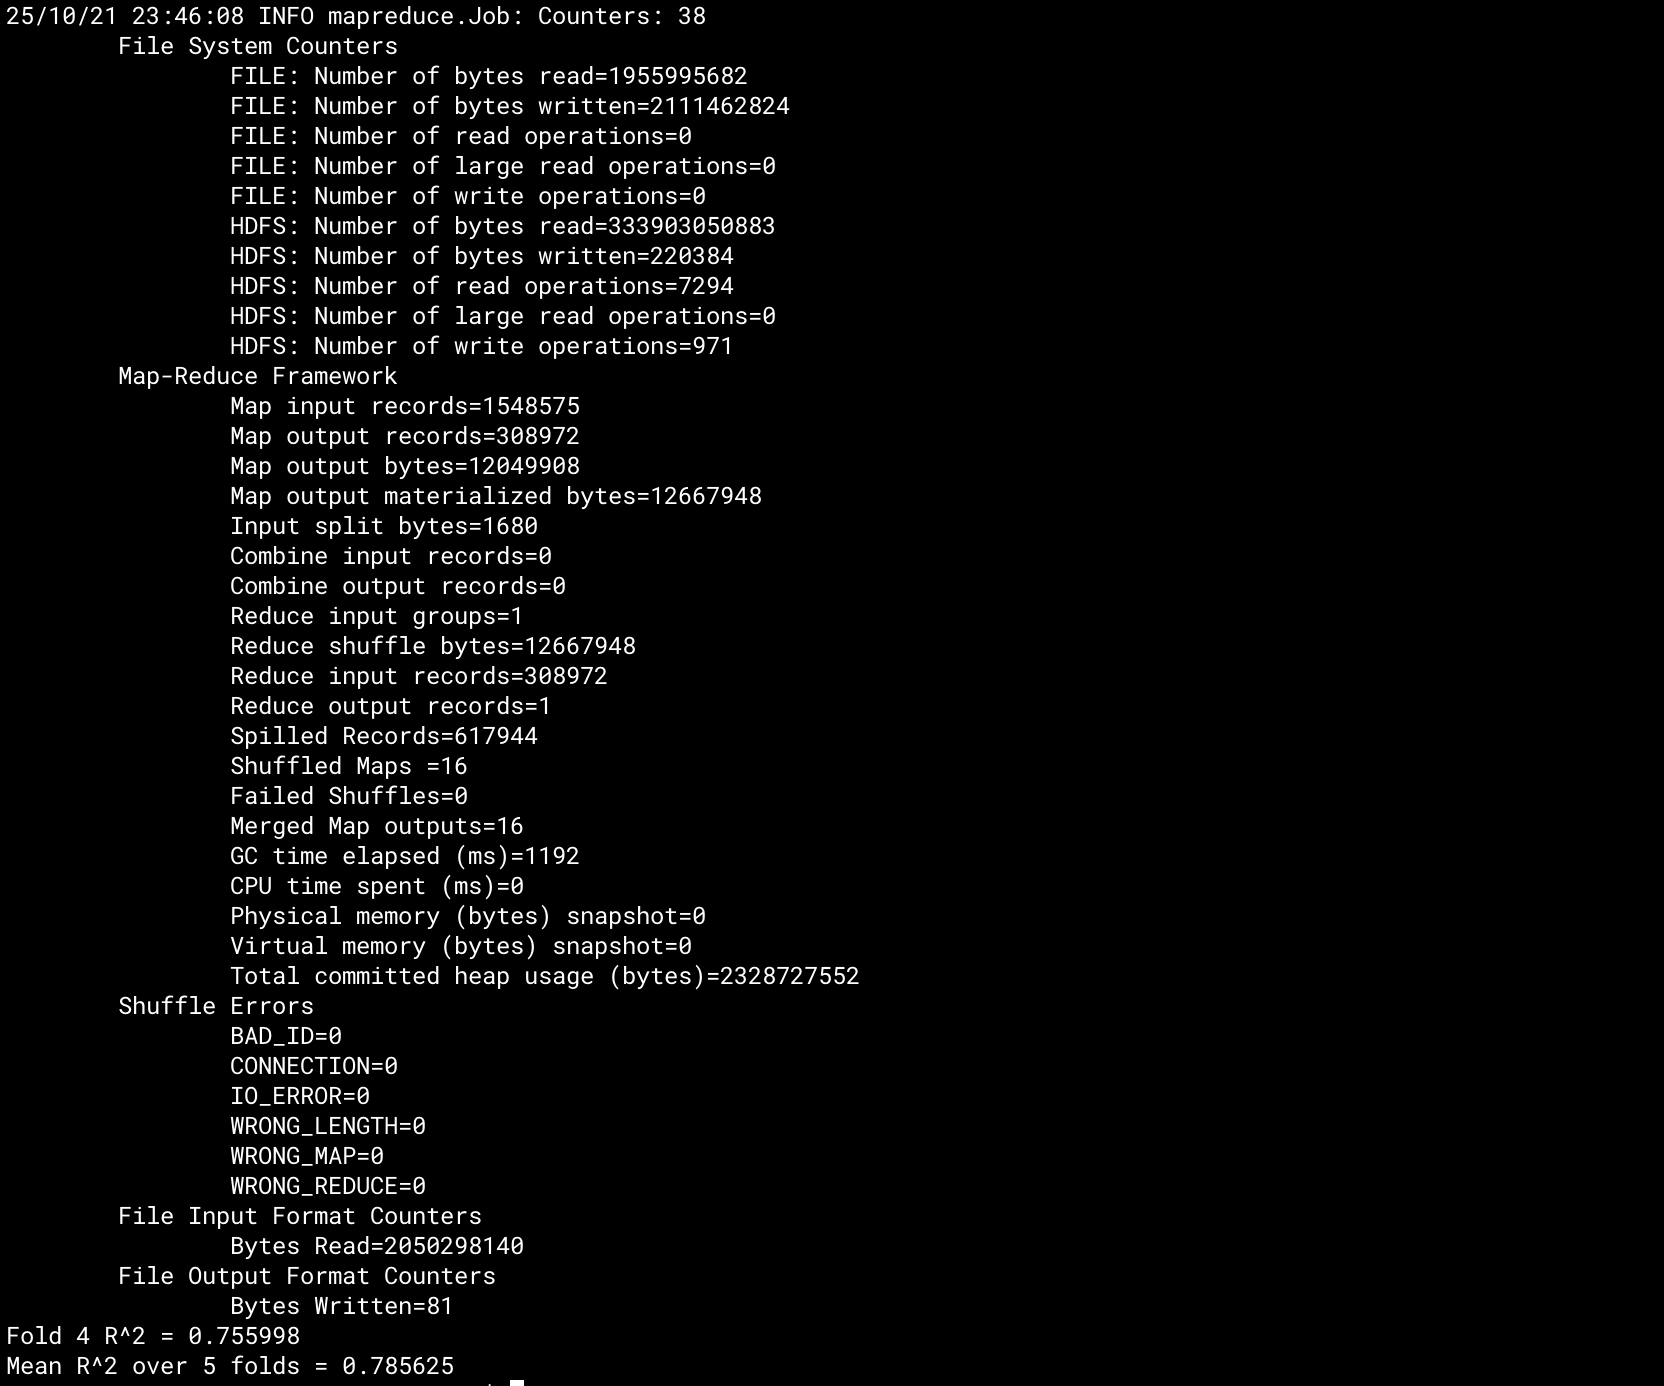 25/10/21 23:46:08 INFO mapreduce.Job: Counters: 38
File System Counters
FILE: Number of bytes read=1955995682
FILE: Number of bytes written=2111462824
FILE: Number of read operations=0
FILE: Number of large read operations=0
FILE: Number of write operations=0
HDFS: Number of bytes read=333903050883
HDFS: Number of bytes written=220384
HDFS: Number of read operations=7294
HDFS: Number of large read operations=0
HDFS: Number of write operations=971
Map-Reduce Framework
Map input records=1548575
Map output records=308972
Map output bytes=12049908
Map output materialized bytes=12667948
Input split bytes=1680
Combine input records=0
Combine output records=0
Reduce input groups=1
Reduce shuffle bytes=12667948
Reduce input records=308972
Reduce output records=1
Spilled Records=617944
Shuffled Maps =16
Failed Shuffles=0
Merged Map outputs=16
GC time elapsed (ms)=1192
CPU time spent (ms)=0
Physical memory (bytes) snapshot=0
Virtual memory (bytes) snapshot=0
Total committed heap usage (bytes)=2328727552
Shuffle Errors
BAD_ID=0
CONNECTION=0
IO_ERROR=0
WRONG_LENGTH=0
WRONG_MAP=0
WRONG_REDUCE=0
File Input Format Counters
Bytes Read=2050298140
File Output Format Counters
Bytes Written=81
Fold 4 R^2 = 0.755998
Mean R^2 over 5 folds = 0.785625